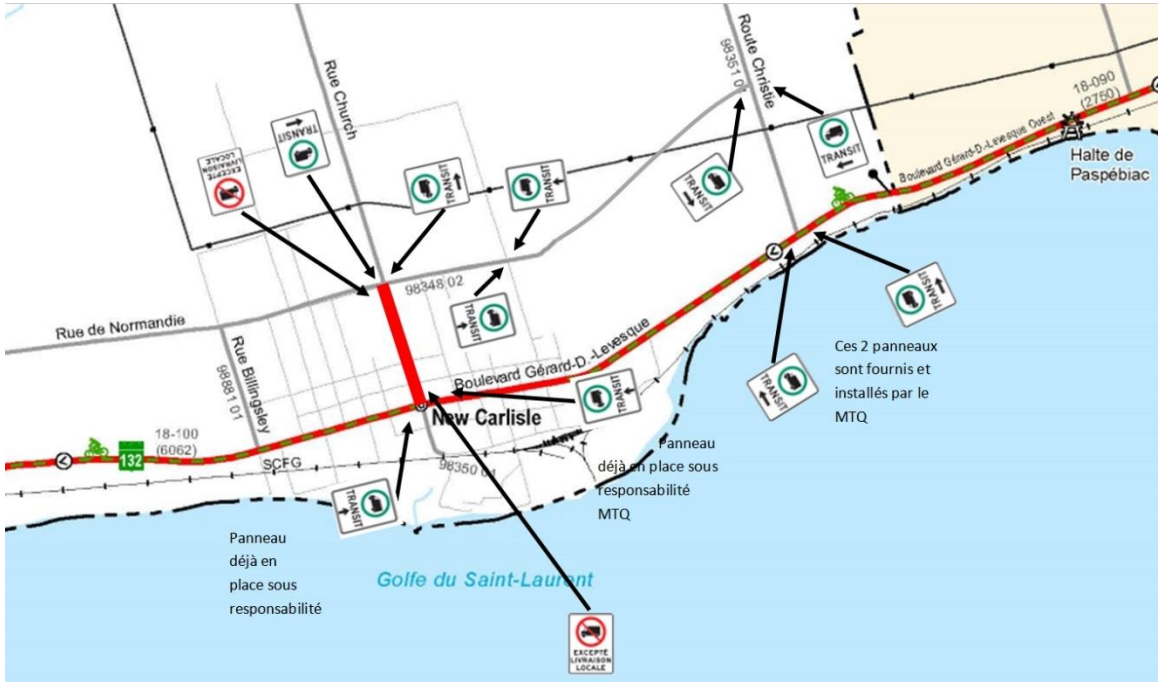 Rue Church
Route Christie
98351 01
18-090
(2750)
Boulevard Gérard-D.-Levesque Ouest
Halte de
Paspébiac
TRANSIT
EXCEPTÉ
LIVRAISON
LOCALE
TRANSIT
TRANSIT
TRANSIT
TRANSIT
98348 02
Rue de Normandie
TRANSIT
TRANSIT
Rue Billingsley
98881 01
Boulevard Gérard-D.-Levesque
TRANSIT
Ces 2 panneaux
sont fournis et
installés par le
MTQ
TRANSIT
New Carlisle
18-100
(6062)
132
SCFG
98350 01
Panneau
déjà en place sous
responsabilité
MTQ
TRANSIT
Panneau
déjà en
place sous
responsabilité
Golfe du Saint-Laurent
EXCEPTÉ
LIVRAISON
LOCALE